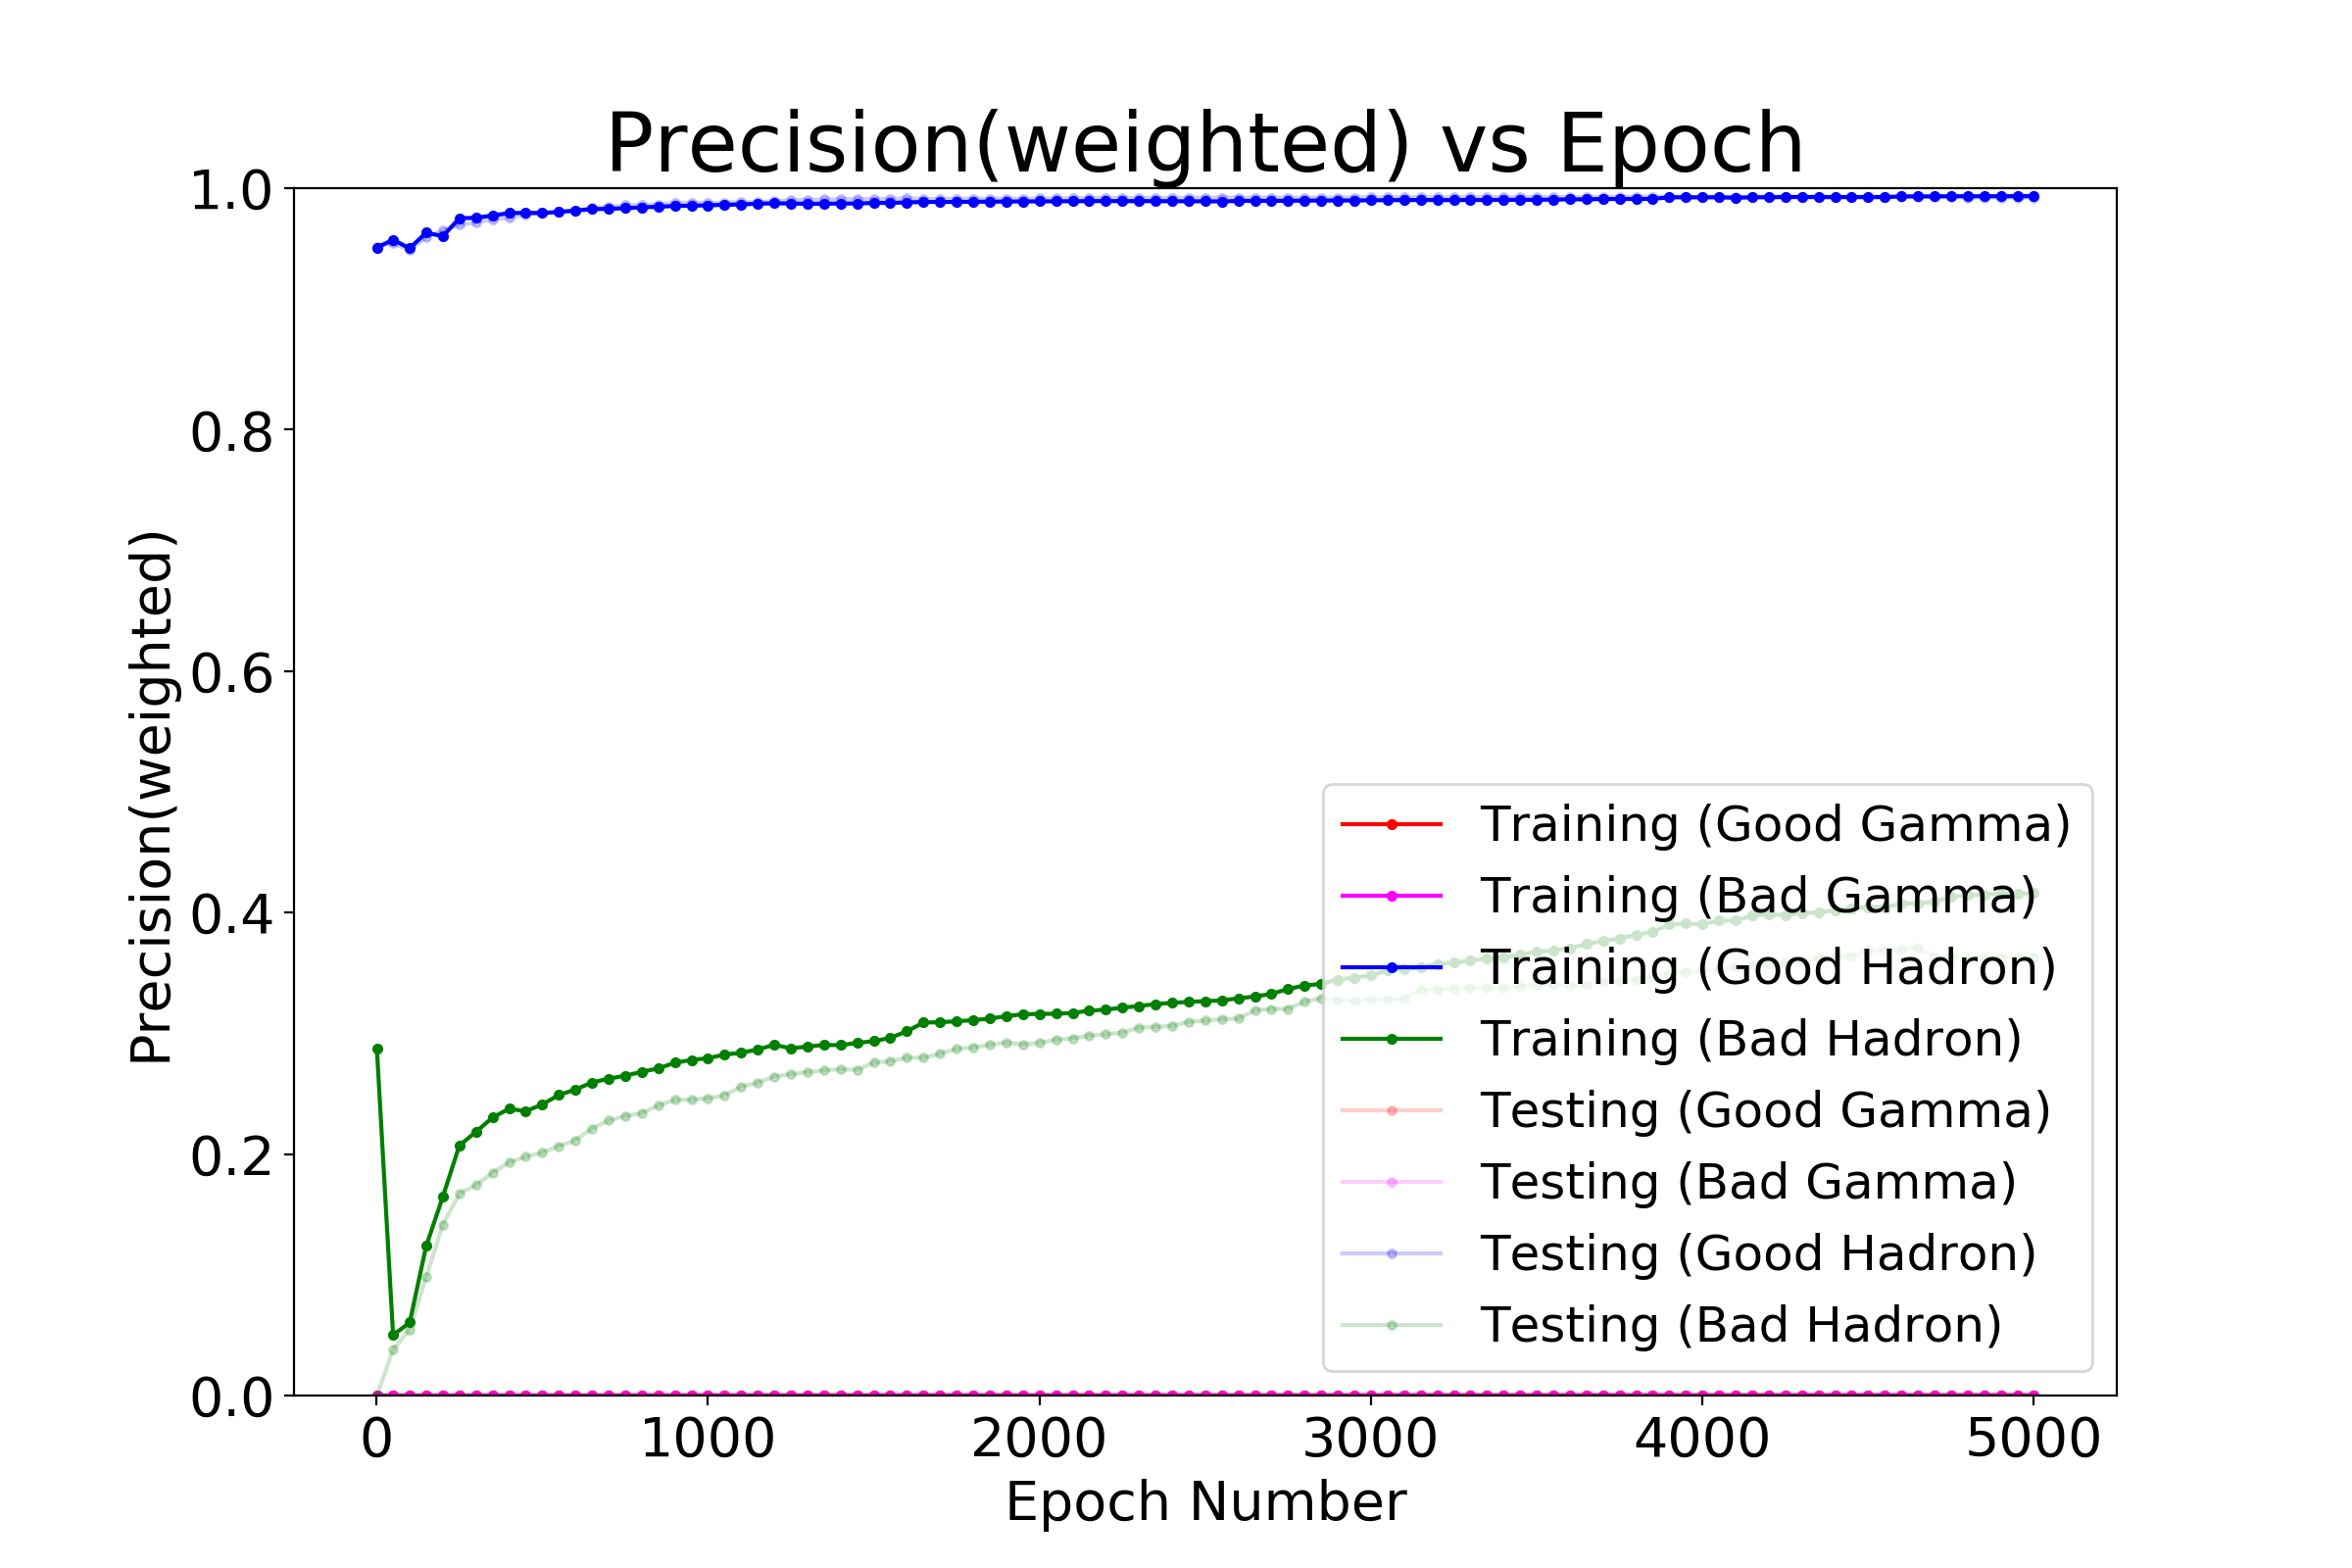 Precision(weighted) vs Epoch
Precision(weighted)
1.0
0.8
0.6
0.4
0.2
0.0
Training (Good Gamma)
Training (Bad Gamma)
Training (Good Hadron)
Training (Bad Hadron)
Testing (Good Gamma)
Testing (Bad Gamma)
Testing (Good Hadron)
Testing (Bad Hadron)
0 1000 2000 3000 4000 5000
Epoch Number